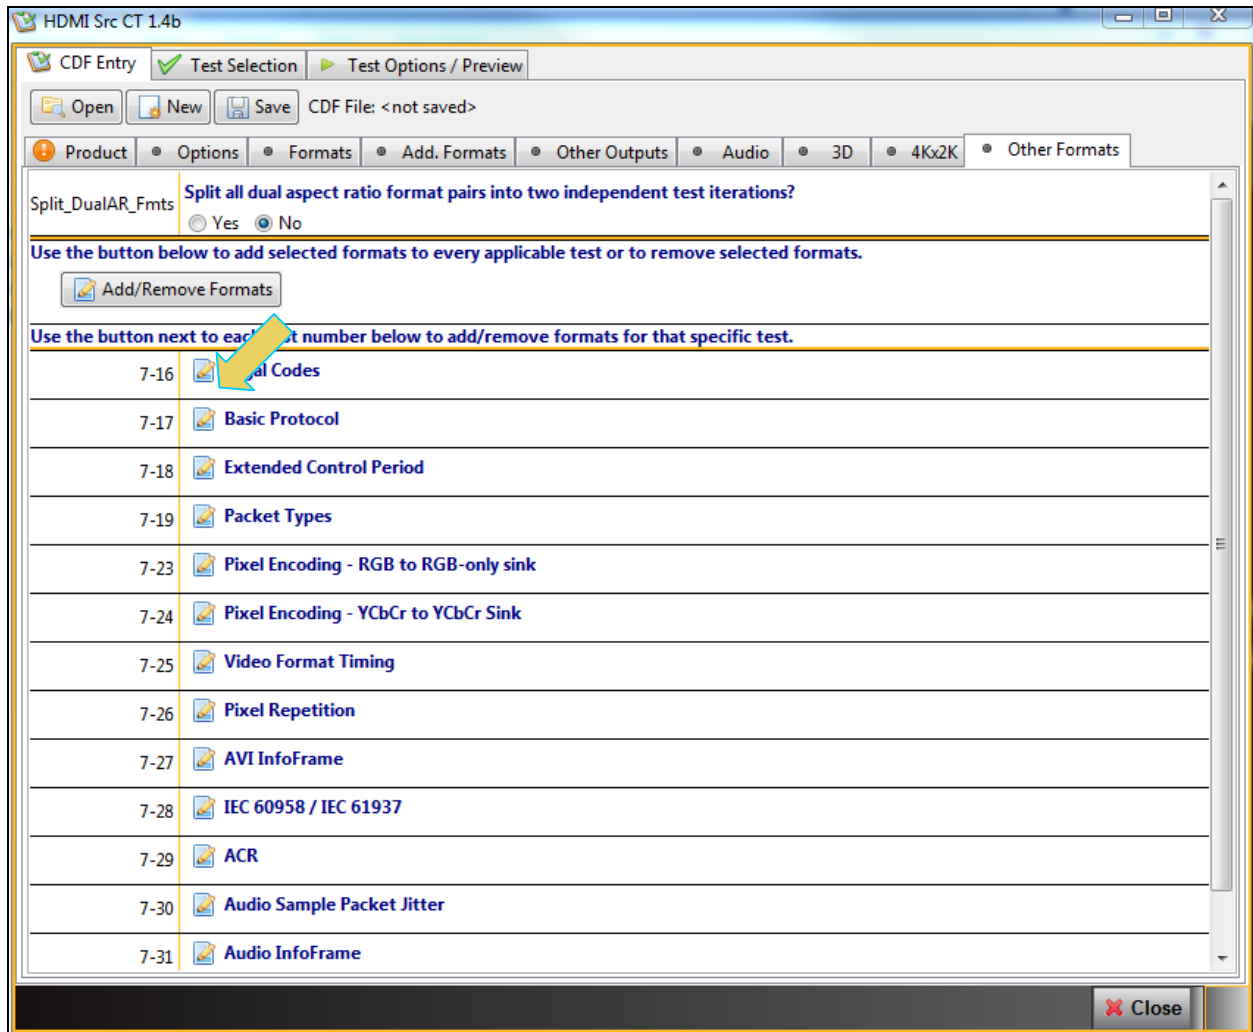 HDMI Src CT 1.4b
CDF Entry Test Selection Test Options / Preview
Open New Save CDF File: <not saved>
Product Options Formats Add. Formats Other Outputs Audio 3D 4Kx2K Other Formats
Split_DualAR_Fmts Split all dual aspect ratio format pairs into two independent test iterations?
Yes No
Use the button below to add selected formats to every applicable test or to remove selected formats.
Add/Remove Formats
Use the button next to number below to add/remove formats for that specific test.
7-16 Codes
7-17 Basic Protocol
7-18 Extended Control Period
7-19 Packet Types
7-23 Pixel Encoding - RGB to RGB-only sink
7-24 Pixel Encoding - YCbCr to YCbCr Sink
7-25 Video Format Timing
7-26 Pixel Repetition
7-27 AVI InfoFrame
7-28 IEC 60958 / IEC 61937
7-29 ACR
7-30 Audio Sample Packet Jitter
7-31 Audio InfoFrame
Close